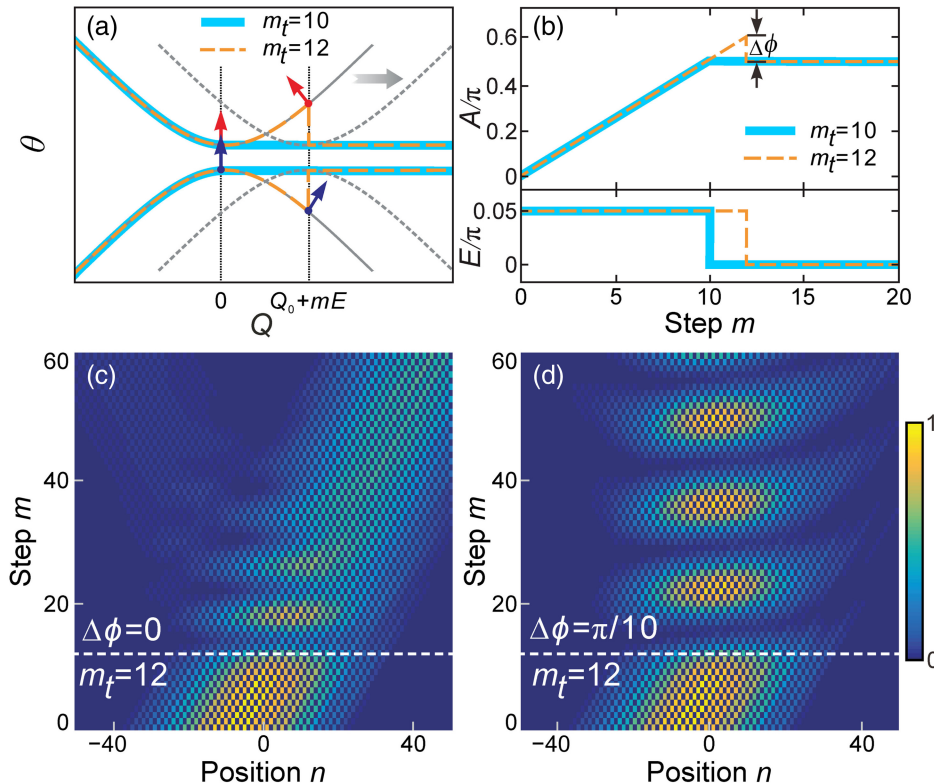 (a)
m_t=10
m_t=12
θ
0
Q_0+mE
Q
(b)
0.6
0.4
0.2
0
A/π
Δϕ
m_t=10
m_t=12
0.05
0
E/π
0
5
10
15
20
Step m
(c)
60
40
20
0
Step m
Δϕ=0
m_t=12
−40
0
40
Position n
(d)
60
40
20
0
Step m
Δϕ=π/10
m_t=12
−40
0
40
Position n
1
0